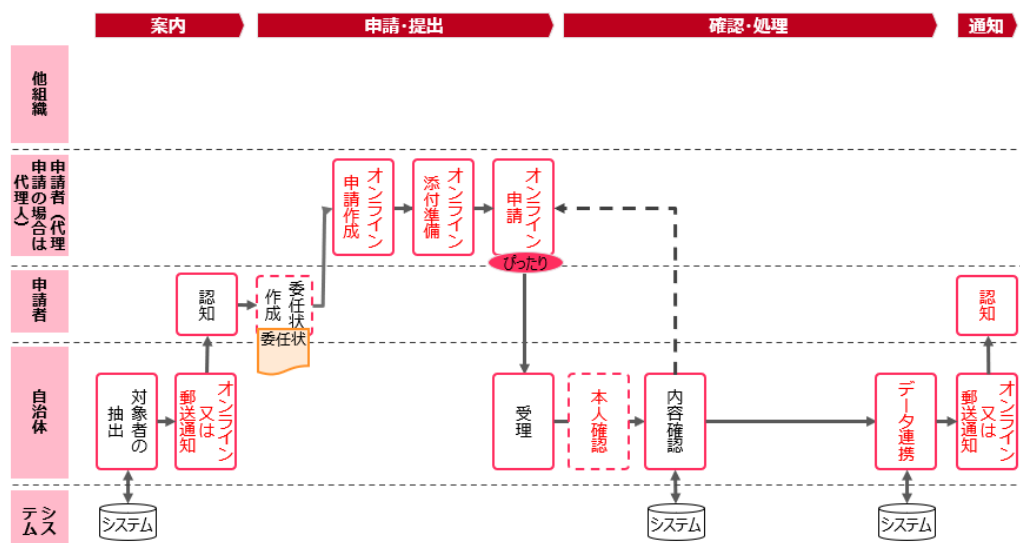 案内
申請・提出
確認・処理
通知
他組織
申請者（代理
申請の場合は
代理人）
オンライン
申請作成
オンライン
添付準備
オンライン
申請
ぴったり
申請者
認知
委任状
作成
委任状
認知
自治体
対象者の
抽出
オンライン
又は
郵送通知
受理
本人確認
内容確認
データ連携
オンライン
又は
郵送通知
シス
テム
システム
システム
システム